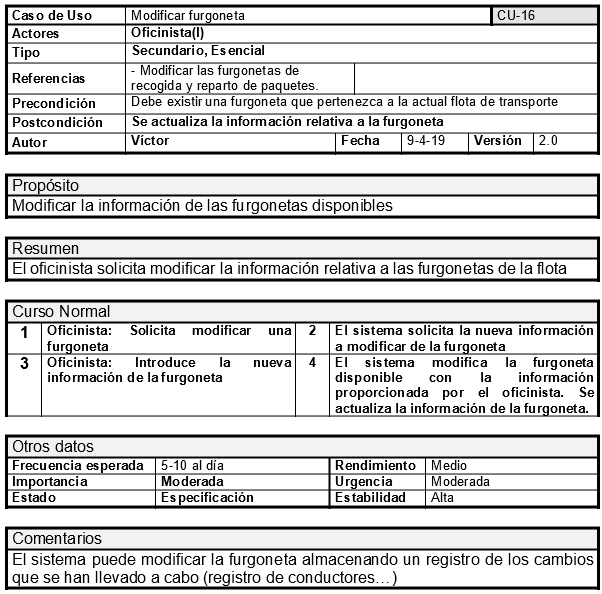 Caso de Uso Modificar furgoneta CU-16
Actores Oficinista(I)
Tipo Secundario, Esencial
Referencias - Modificar las furgonetas de
recogida y reparto de paquetes.
Precondición Debe existir una furgoneta que pertenezca a la actual flota de transporte
Postcondición Se actualiza la información relativa a la furgoneta
Autor Víctor Fecha 9-4-19 Versión 2.0
Propósito
Modificar la información de las furgonetas disponibles
Resumen
El oficinista solicita modificar la información relativa a las furgonetas de la flota
Curso Normal
1 Oficinista: Solicita modificar una
furgoneta
2 El sistema solicita la nueva información
a modificar de la furgoneta
3 Oficinista: Introduce la nueva
información de la furgoneta
4 El sistema modifica la furgoneta
disponible con la información
proporcionada por el oficinista. Se
actualiza la información de la furgoneta.
Otros datos
Frecuencia esperada 5-10 al día Rendimiento Medio
Importancia Moderada Urgencia Moderada
Estado Especificación Estabilidad Alta
Comentarios
El sistema puede modificar la furgoneta almacenando un registro de los cambios
que se han llevado a cabo (registro de conductores…)